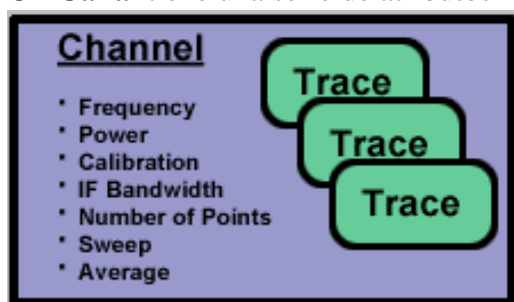 Channel
· Frequency
· Power
· Calibration
· IF Bandwidth
· Number of Points
· Sweep
· Average
Trace
Trace
Trace